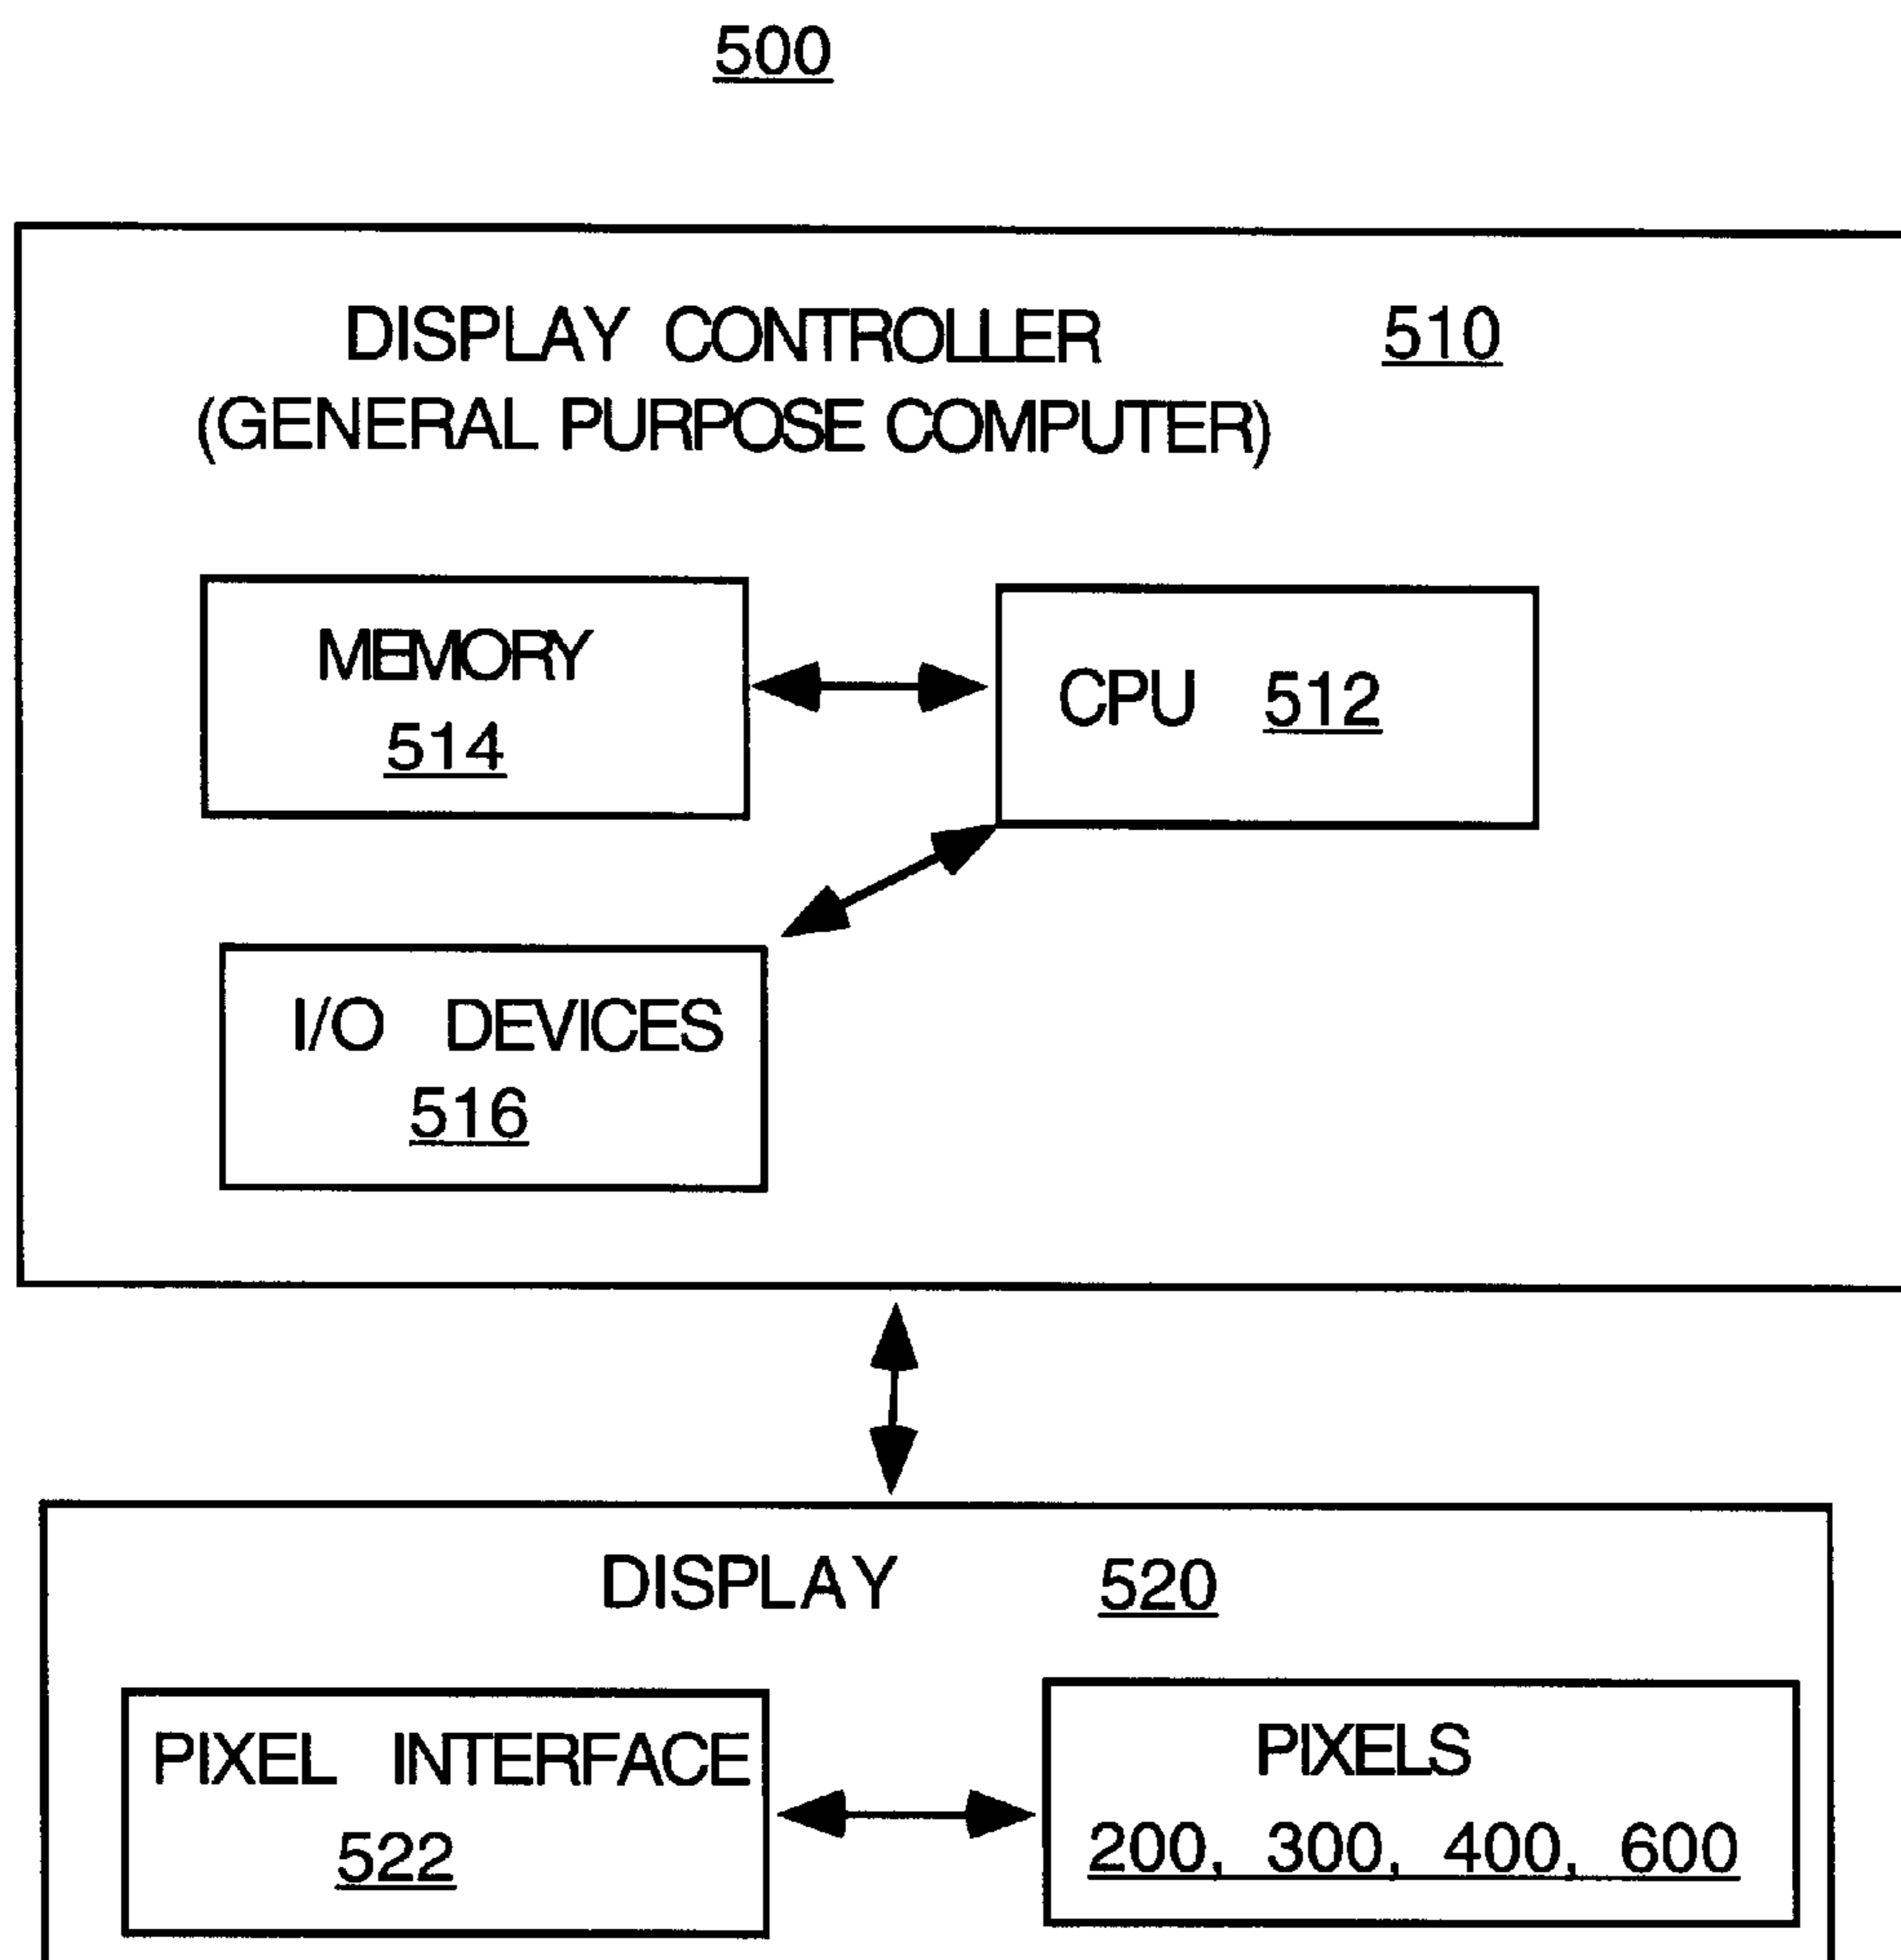 500
DISPLAY CONTROLLER 510
(GENERAL PURPOSE COMPUTER)
MEMORY
514
CPU 512
I/O DEVICES
516
DISPLAY 520
PIXEL INTERFACE
522
PIXELS
200, 300, 400, 600